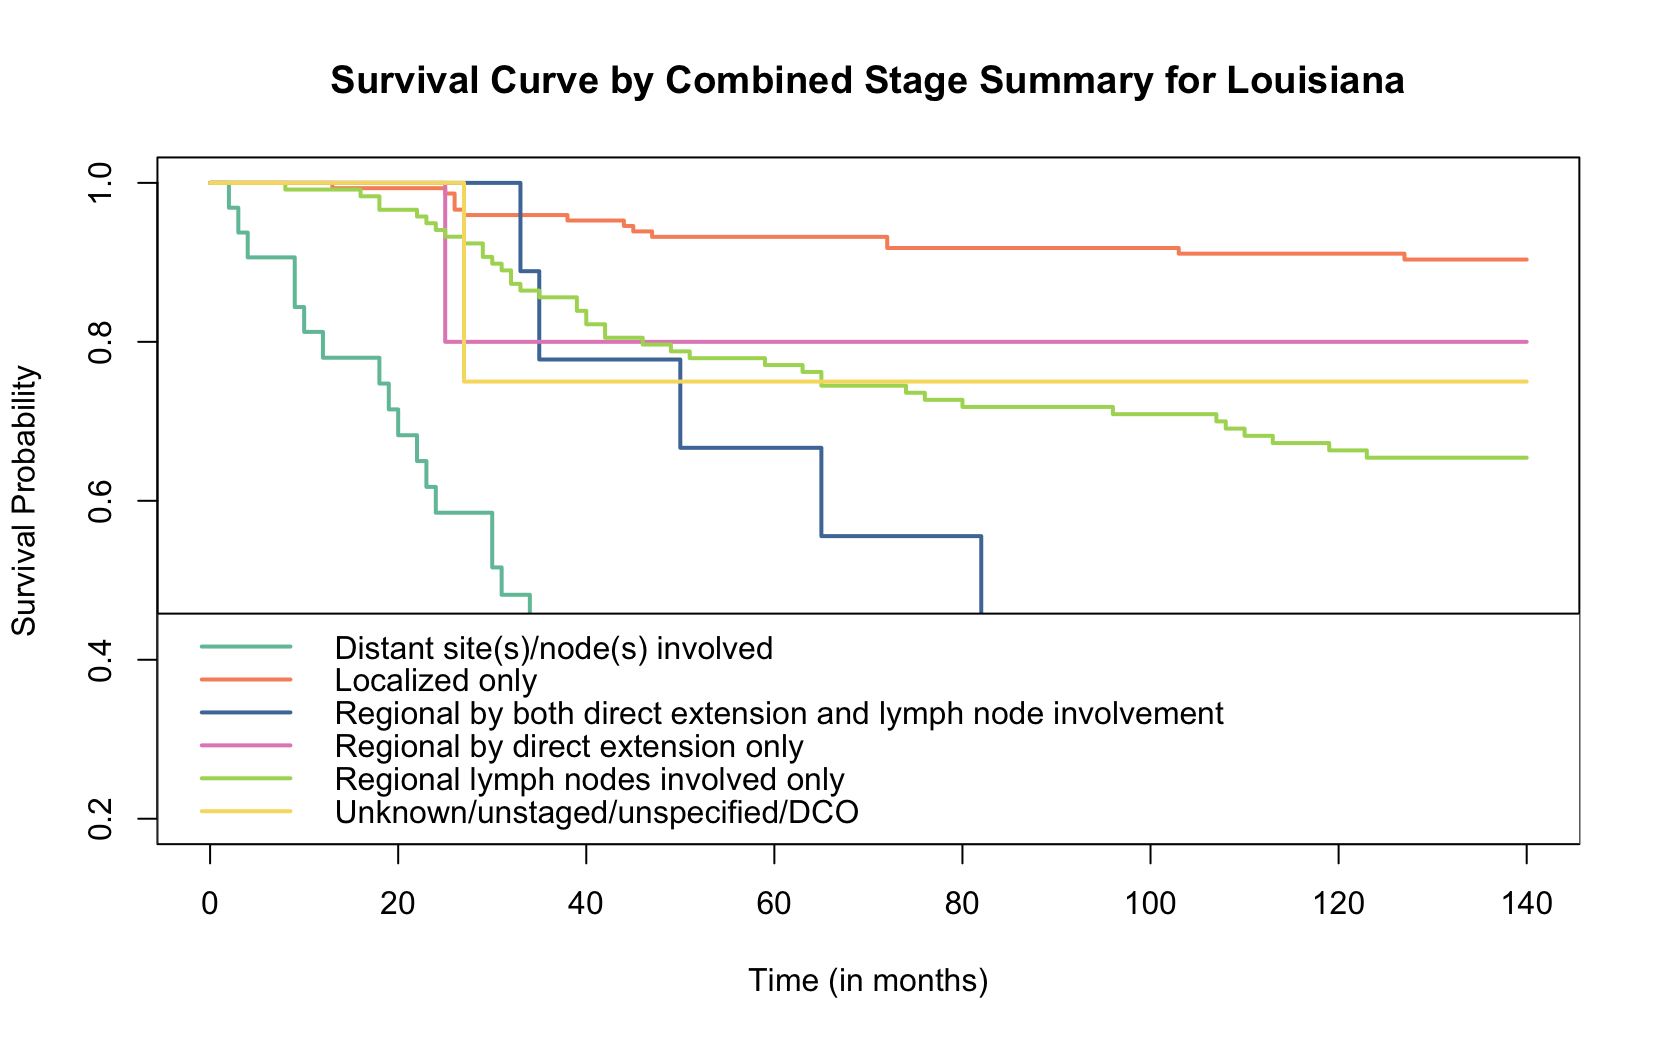 Survival Curve by Combined Stage Summary for Louisiana
Survival Probability
1.0
0.8
0.6
0.4
0.2
Distant site(s)/node(s) involved
Localized only
Regional by both direct extension and lymph node involvement
Regional by direct extension only
Regional lymph nodes involved only
Unknown/unstaged/unspecified/DCO
0 20 40 60 80 100 120 140
Time (in months)